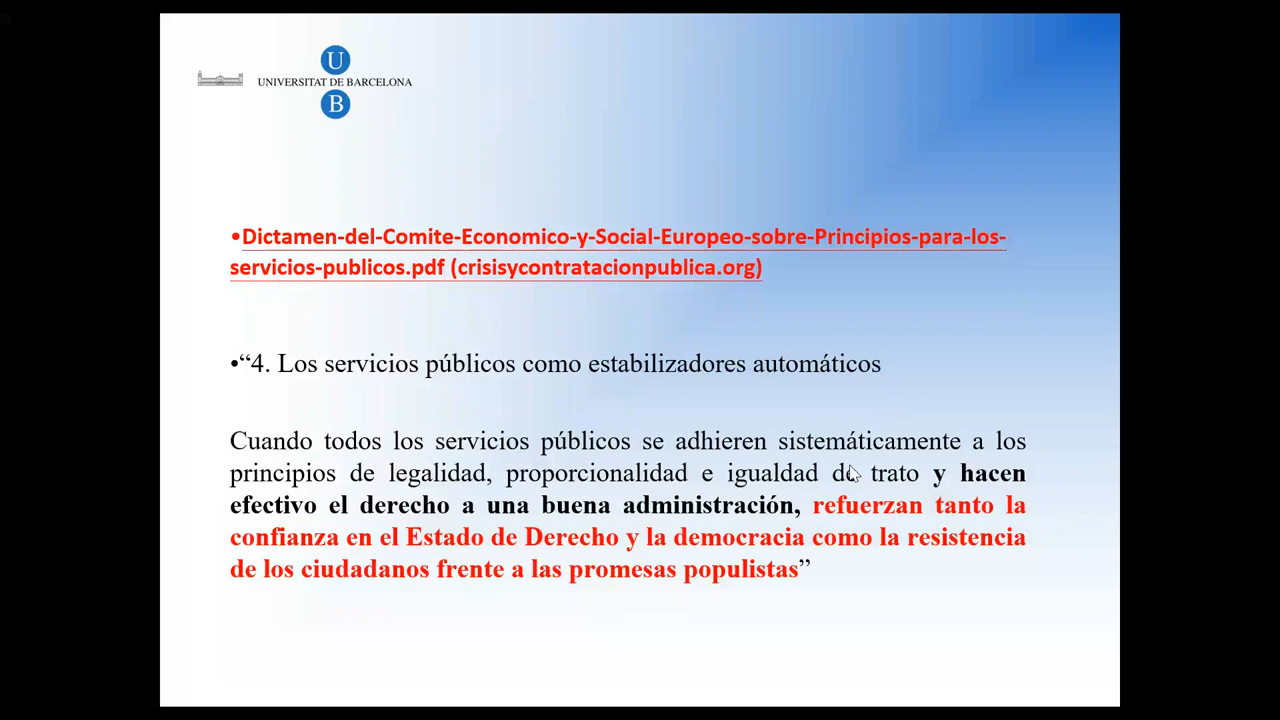 U
UNIVERSITAT DE BARCELONA
B
•Dictamen-del-Comite-Economico-y-Social-Europeo-sobre-Principios-para-los-
servicios-publicos.pdf (crisisycontratacionpublica.org)
•“4. Los servicios públicos como estabilizadores automáticos
Cuando todos los servicios públicos se adhieren sistemáticamente a los
principios de legalidad, proporcionalidad e igualdad de trato y hacen
efectivo el derecho a una buena administración, refuerzan tanto la
confianza en el Estado de Derecho y la democracia como la resistencia
de los ciudadanos frente a las promesas populistas”